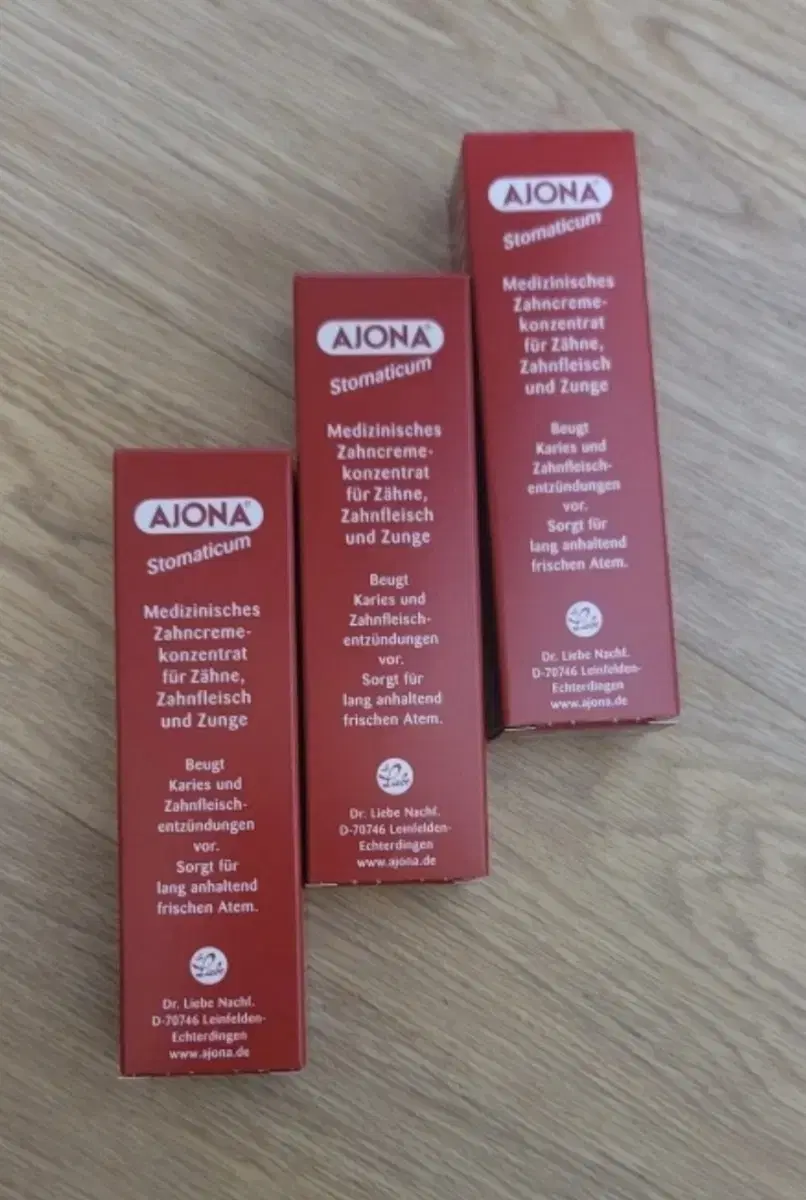 AJONA®
Stomaticum
Medizinisches
Zahncreme-
konzentrat
für Zähne,
Zahnfleisch
und Zunge
Beugt
Karies und
Zahnfleisch-
entzündungen
vor.
Sorgt für
lang anhaltend
frischen Atem.
Liebe
Dr. Liebe Nachf.
D-70746 Leinfelden-
Echterdingen
www.ajona.de
AJONA®
Stomaticum
Medizinisches
Zahncreme-
konzentrat
für Zähne,
Zahnfleisch
und Zunge
Beugt
Karies und
Zahnfleisch-
entzündungen
vor.
Sorgt für
lang anhaltend
frischen Atem.
Liebe
Dr. Liebe Nachf.
D-70746 Leinfelden-
Echterdingen
www.ajona.de
AJONA®
Stomaticum
Medizinisches
Zahncreme-
konzentrat
für Zähne,
Zahnfleisch
und Zunge
Beugt
Karies und
Zahnfleisch-
entzündungen
vor.
Sorgt für
lang anhaltend
frischen Atem.
Dr. Liebe Nachf.
D-70746 Leinfelden-
Echterdingen
www.ajona.de